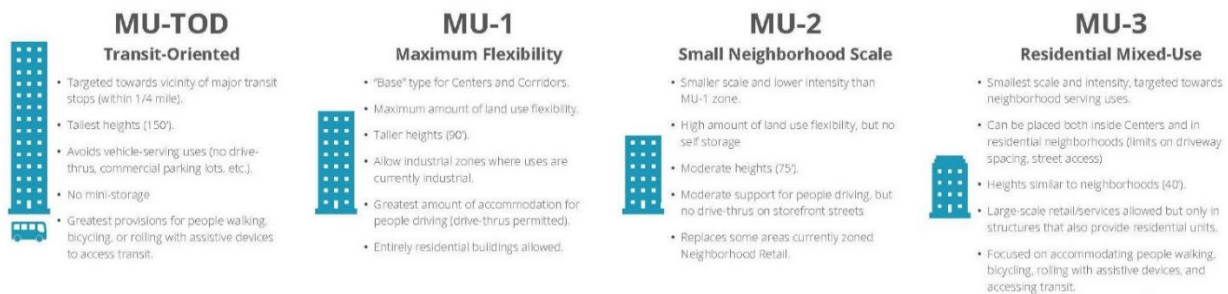 MU-TOD
Transit-Oriented
• Targeted towards vicinity of major transit
stops (within 1/4 mile).
• Tallest heights (150').
• Avoids vehicle-serving uses (no drive-
thrus, commercial parking lots, etc.).
• No mini-storage
• Greatest provisions for people walking,
bicycling, or rolling with assistive devices
to access transit.
MU-1
Maximum Flexibility
• "Base" type for Centers and Corridors.
• Maximum amount of land use flexibility.
• Taller heights (90').
• Allow industrial zones where uses are
currently industrial.
• Greatest amount of accommodation for
people driving (drive-thrus permitted).
• Entirely residential buildings allowed.
MU-2
Small Neighborhood Scale
• Smaller scale and lower intensity than
MU-1 zone.
• High amount of land use flexibility, but no
self storage
• Moderate heights (75').
• Moderate support for people driving, but
no drive-thrus on storefront streets
• Replaces some areas currently zoned
Neighborhood Retail.
MU-3
Residential Mixed-Use
• Smallest scale and intensity, targeted towards
neighborhood serving uses.
• Can be placed both inside Centers and in
residential neighborhoods (limits on driveway
spacing, street access)
• Heights similar to neighborhoods (40').
• Large-scale retail/services allowed but only in
structures that also provide residential units.
• Focused on accommodating people walking,
bicycling, rolling with assistive devices, and
accessing transit.